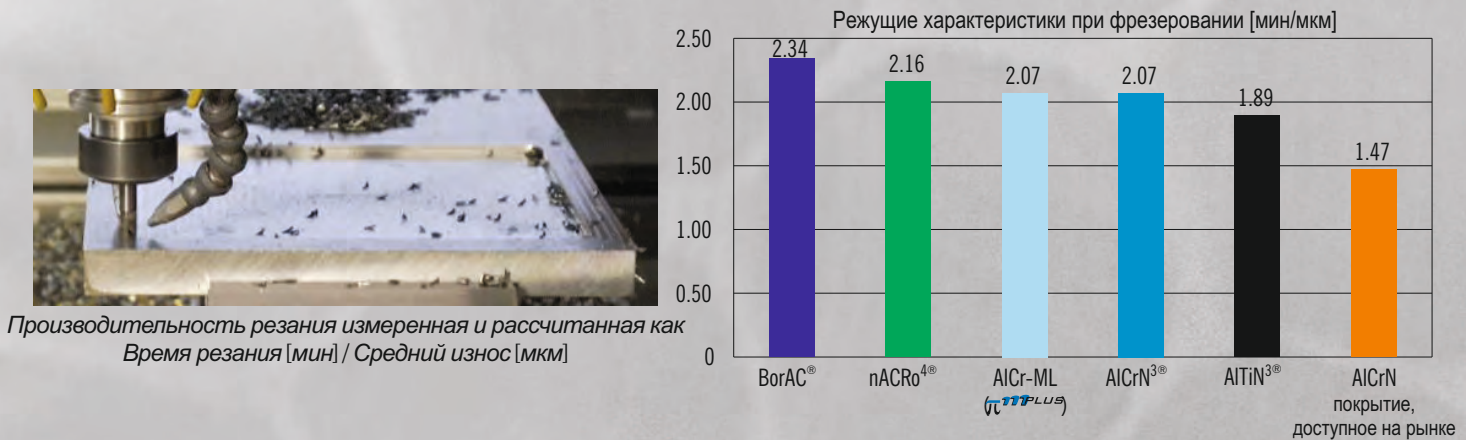 Режущие характеристики при фрезеровании [мин/мкм]
2.50
2.00
1.50
1.00
0.50
0
2.34
2.16
2.07
2.07
1.89
1.47
BorAC®
nACRo⁴®
AlCr-ML
(π mPLUS)
AlCrN³®
AlTiN³®
AlCrN
покрытие,
доступное на рынке
Производительность резания измеренная и рассчитанная как
Время резания [мин] / Средний износ [мкм]